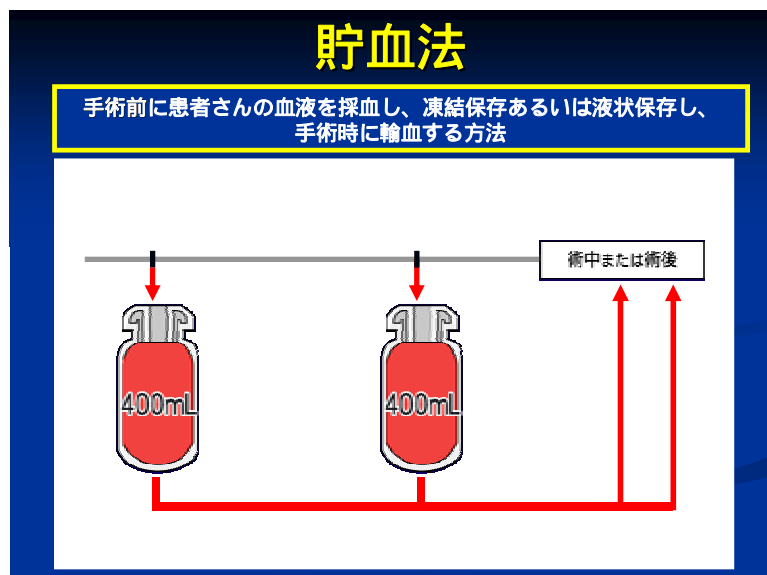 貯血法
手術前に患者さんの血液を採血し、凍結保存あるいは液状保存し、
手術時に輸血する方法
術中または術後
400mL
400mL